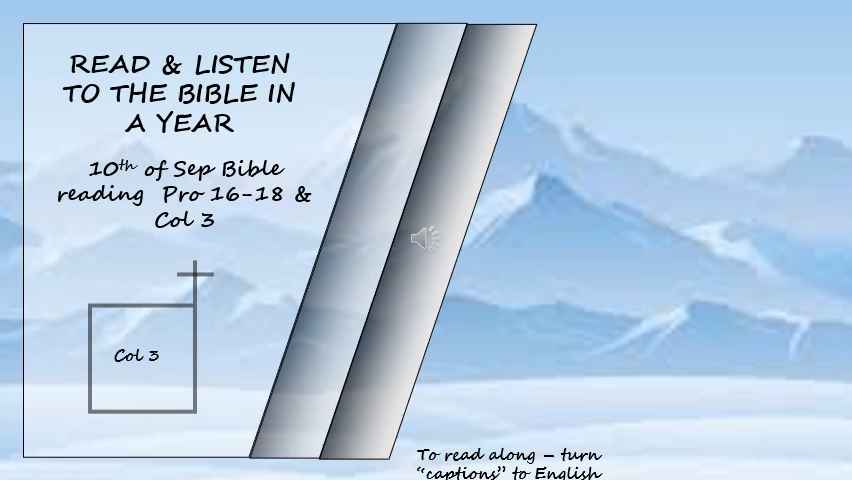 READ & LISTEN
TO THE BIBLE IN
A YEAR
10th of Sep Bible
reading Pro 16-18 &
Col 3
Col 3
To read along – turn
“captions” to English